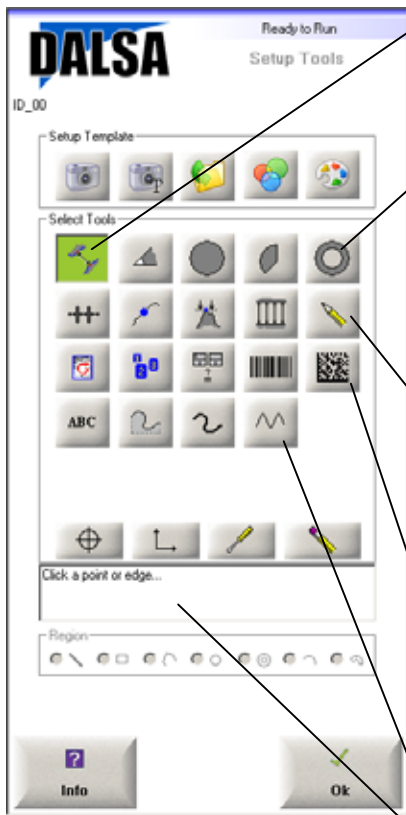 Ready to Run
DALSA
Setup Tools
ID_00
Setup Template
Select Tools
ABC
Click a point or edge...
Region
Info
Ok